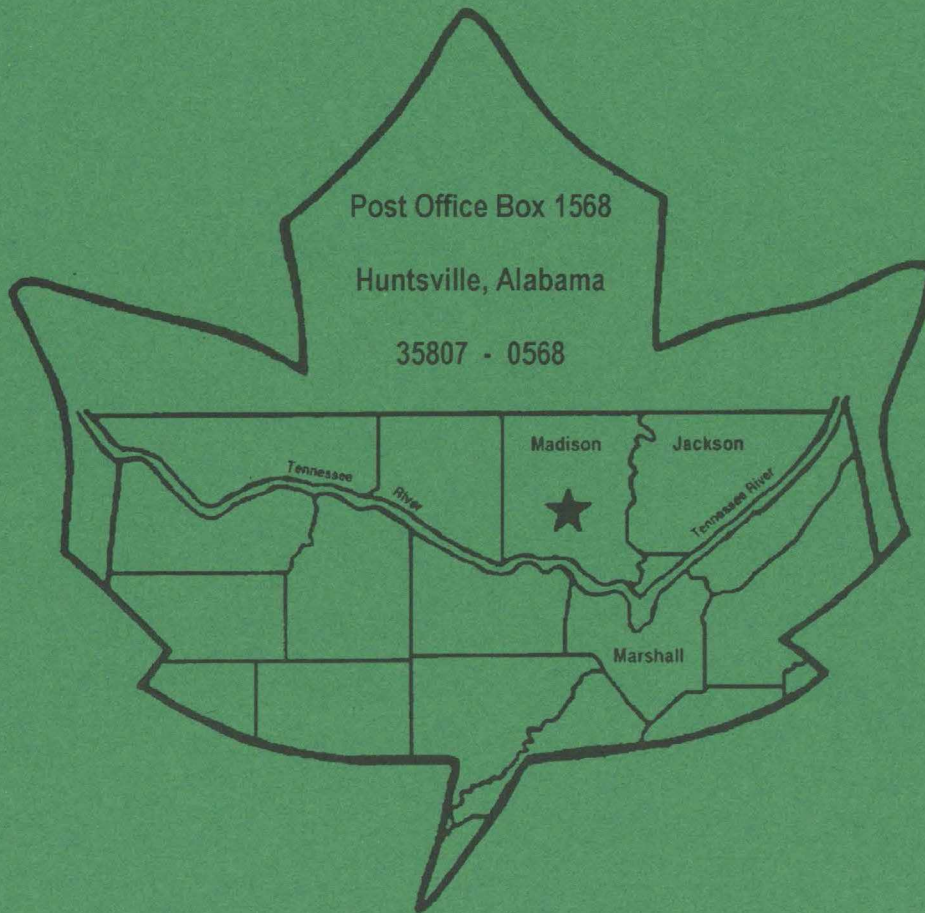 Post Office Box 1568
Huntsville, Alabama
35807 - 0568
Madison
Jackson
Tennessee
River
Tennessee River
Marshall